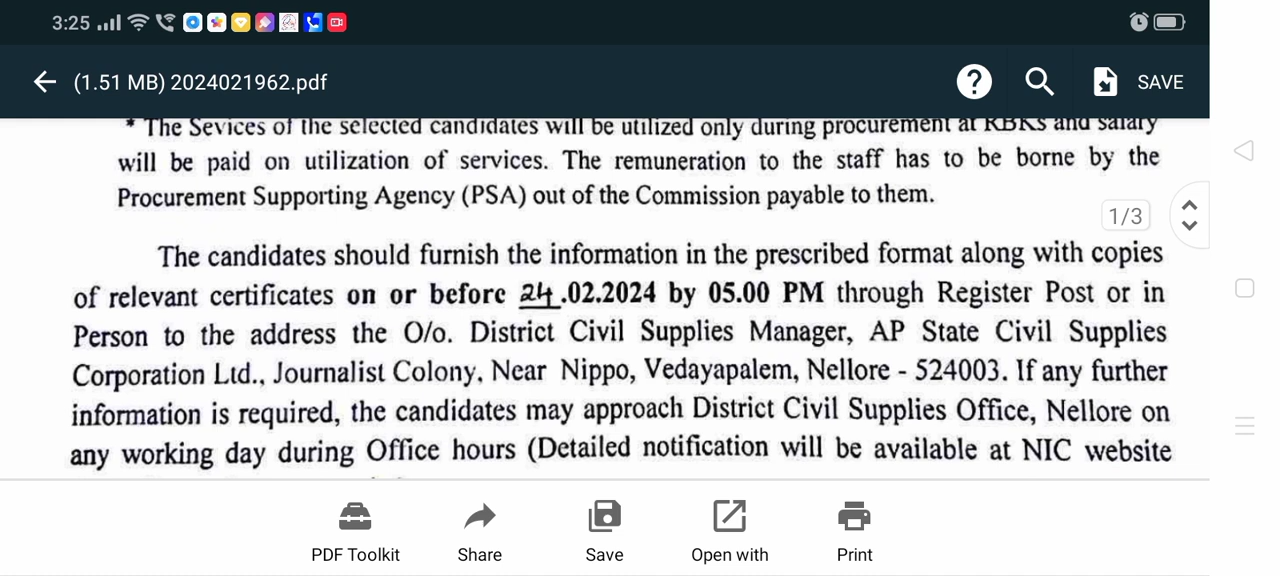 3:25
(1.51 MB) 2024021962.pdf
SAVE
* The Sevices of the selected candidates will be utilized only during procurement at RBKs and salary
will be paid on utilization of services. The remuneration to the staff has to be borne by the
Procurement Supporting Agency (PSA) out of the Commission payable to them.
1/3
The candidates should furnish the information in the prescribed format along with copies
of relevant certificates on or before 24.02.2024 by 05.00 PM through Register Post or in
Person to the address the O/o. District Civil Supplies Manager, AP State Civil Supplies
Corporation Ltd., Journalist Colony, Near Nippo, Vedayapalem, Nellore - 524003. If any further
information is required, the candidates may approach District Civil Supplies Office, Nellore on
any working day during Office hours (Detailed notification will be available at NIC website
PDF Toolkit
Share
Save
Open with
Print